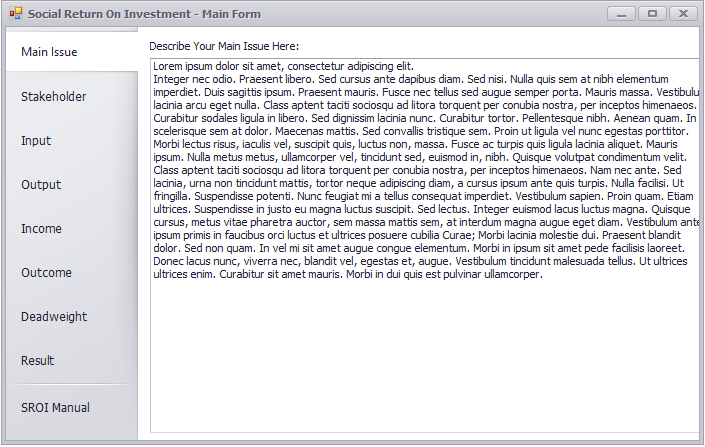 Social Return On Investment - Main Form
Main Issue
Stakeholder
Input
Output
Income
Outcome
Deadweight
Result
SROI Manual
Describe Your Main Issue Here:
Lorem ipsum dolor sit amet, consectetur adipiscing elit.
Integer nec odio. Praesent libero. Sed cursus ante dapibus diam. Sed nisi. Nulla quis sem at nibh elementum
imperdiet. Duis sagittis ipsum. Praesent mauris. Fusce nec tellus sed augue semper porta. Mauris massa. Vestibulu
lacinia arcu eget nulla. Class aptent taciti sociosqu ad litora torquent per conubia nostra, per inceptos himenaeos.
Curabitur sodales ligula in libero. Sed dignissim lacinia nunc. Curabitur tortor. Pellentesque nibh. Aenean quam. In
scelerisque sem at dolor. Maecenas mattis. Sed convallis tristique sem. Proin ut ligula vel nunc egestas porttitor.
Morbi lectus risus, iaculis vel, suscipit quis, luctus non, massa. Fusce ac turpis quis ligula lacinia aliquet. Mauris
ipsum. Nulla metus metus, ullamcorper vel, tincidunt sed, euismod in, nibh. Quisque volutpat condimentum velit.
Class aptent taciti sociosqu ad litora torquent per conubia nostra, per inceptos himenaeos. Nam nec ante. Sed
lacinia, urna non tincidunt mattis, tortor neque adipiscing diam, a cursus ipsum ante quis turpis. Nulla facilisi. Ut
fringilla. Suspendisse potenti. Nunc feugiat mi a tellus consequat imperdiet. Vestibulum sapien. Proin quam. Etiam
ultrices. Suspendisse in justo eu magna luctus suscipit. Sed lectus. Integer euismod lacus luctus magna. Quisque
cursus, metus vitae pharetra auctor, sem massa mattis sem, at interdum magna augue eget diam. Vestibulum ante
ipsum primis in faucibus orci luctus et ultrices posuere cubilia Curae; Morbi lacinia molestie dui. Praesent blandit
dolor. Sed non quam. In vel mi sit amet augue congue elementum. Morbi in ipsum sit amet pede facilisis laoreet.
Donec lacus nunc, viverra nec, blandit vel, egestas et, augue. Vestibulum tincidunt malesuada tellus. Ut ultrices
ultrices enim. Curabitur sit amet mauris. Morbi in dui quis est pulvinar ullamcorper.